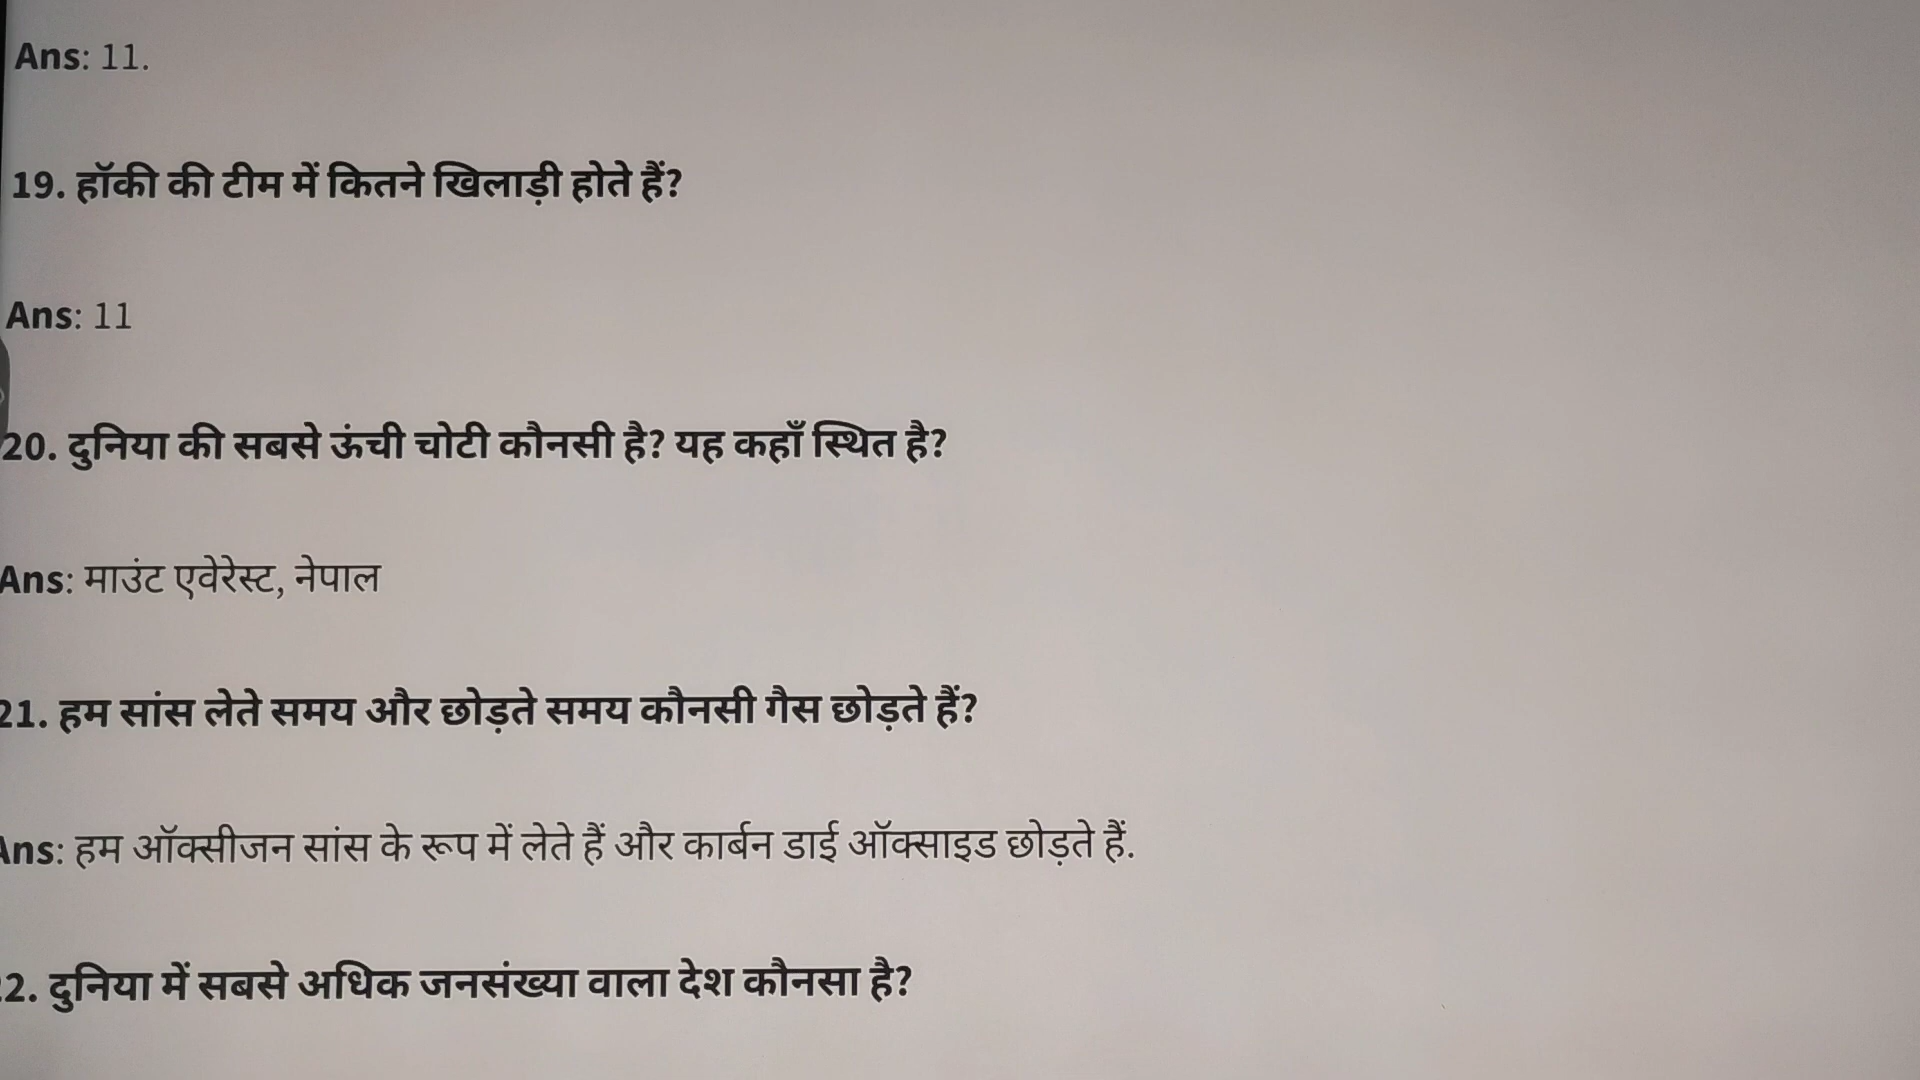 Ans: 11.
19. हॉकी की टीम में कितने खिलाड़ी होते हैं?
Ans: 11
20. दुनिया की सबसे ऊंची चोटी कौनसी है? यह कहाँ स्थित है?
Ans: माउंट एवेरेस्ट, नेपाल
21. हम सांस लेते समय और छोड़ते समय कौनसी गैस छोड़ते हैं?
Ans: हम ऑक्सीजन सांस के रूप में लेते हैं और कार्बन डाई ऑक्साइड छोड़ते हैं.
2. दुनिया में सबसे अधिक जनसंख्या वाला देश कौनसा है?